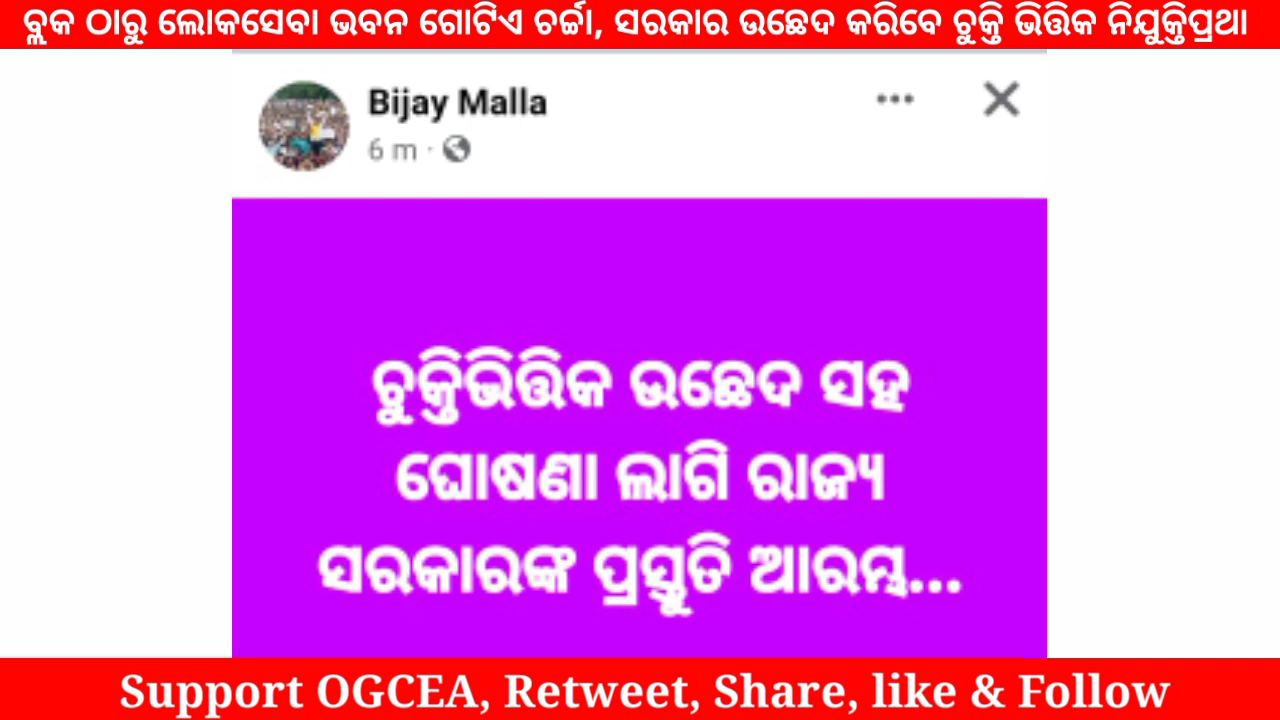 ବ୍ଲକ ଠାରୁ ଲୋକସେବା ଭବନ ଗୋଟିଏ ଚର୍ଚ୍ଚା, ସରକାର ଉଛେଦ କରିବେ ଚୁକ୍ତି ଭିତ୍ତିକ ନିଯୁକ୍ତିପ୍ରଥା
Bijay Malla
6 m ·
ଚୁକ୍ତିଭିତ୍ତିକ ଉଛେଦ ସହ
ଘୋଷଣା ଲାଗି ରାଜ୍ୟ
ସରକାରଙ୍କ ପ୍ରସ୍ତୁତି ଆରମ୍ଭ...
Support OGCEA, Retweet, Share, like & Follow